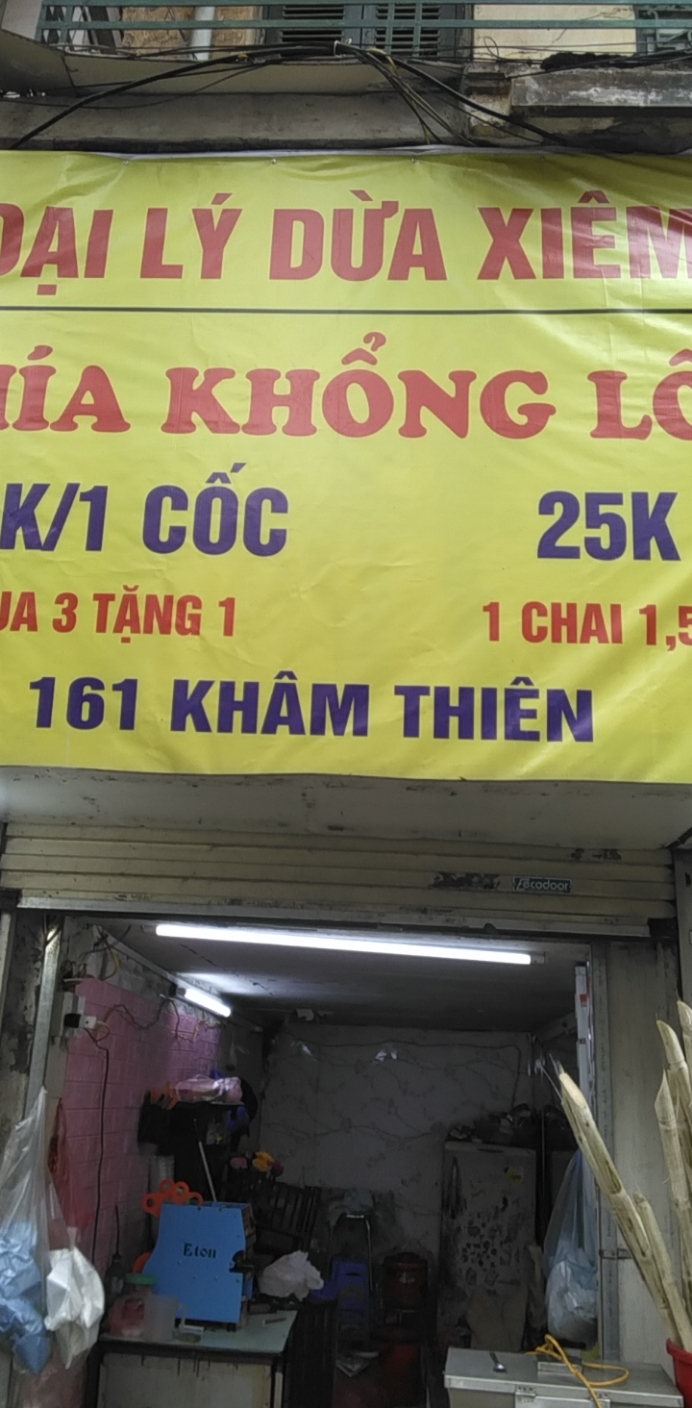 ĐẠI LÝ DỪA XIÊM
ÍA KHỔNG LỒ
K/1 CỐC 25K
UA 3 TẶNG 1 1 CHAI 1,5
161 KHÂM THIÊN
Ecodoor
Eton